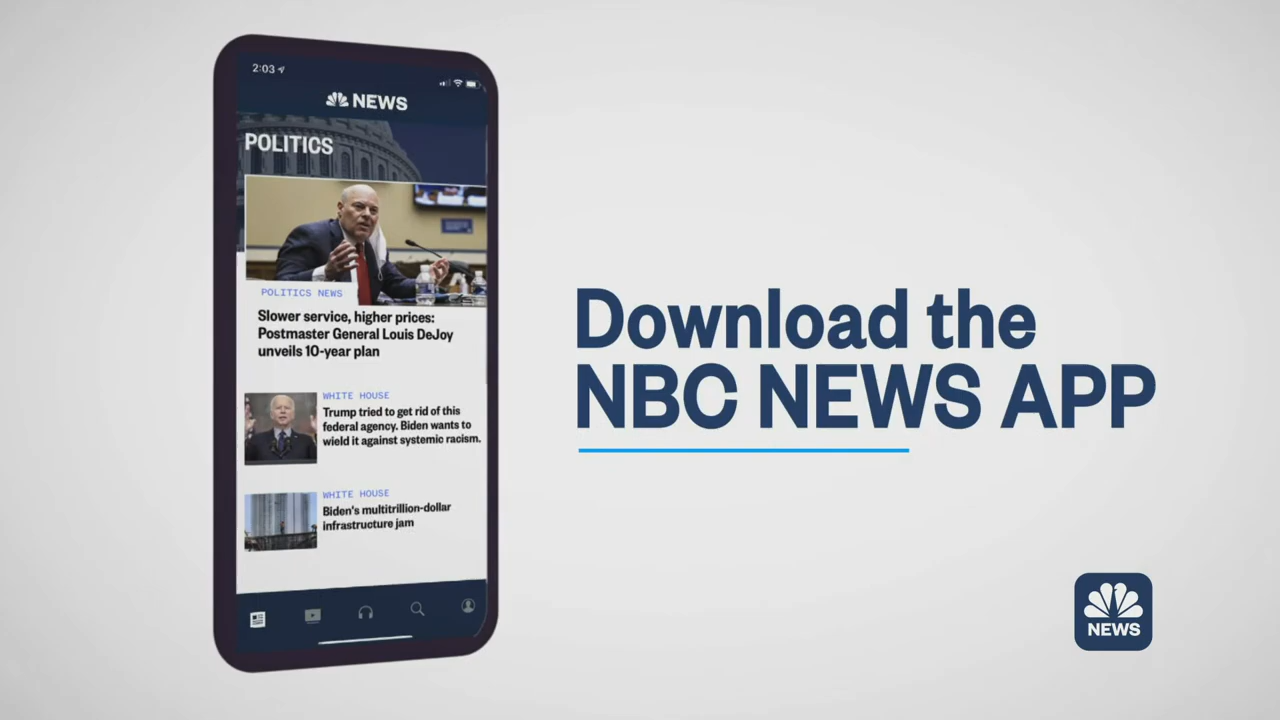 2:03
NEWS
POLITICS
POLITICS NEWS
Slower service, higher prices:
Postmaster General Louis DeJoy
unveils 10-year plan
WHITE HOUSE
Trump tried to get rid of this
federal agency. Biden wants to
wield it against systemic racism.
WHITE HOUSE
Biden's multitrillion-dollar
infrastructure jam
Download the
NBC NEWS APP
NEWS